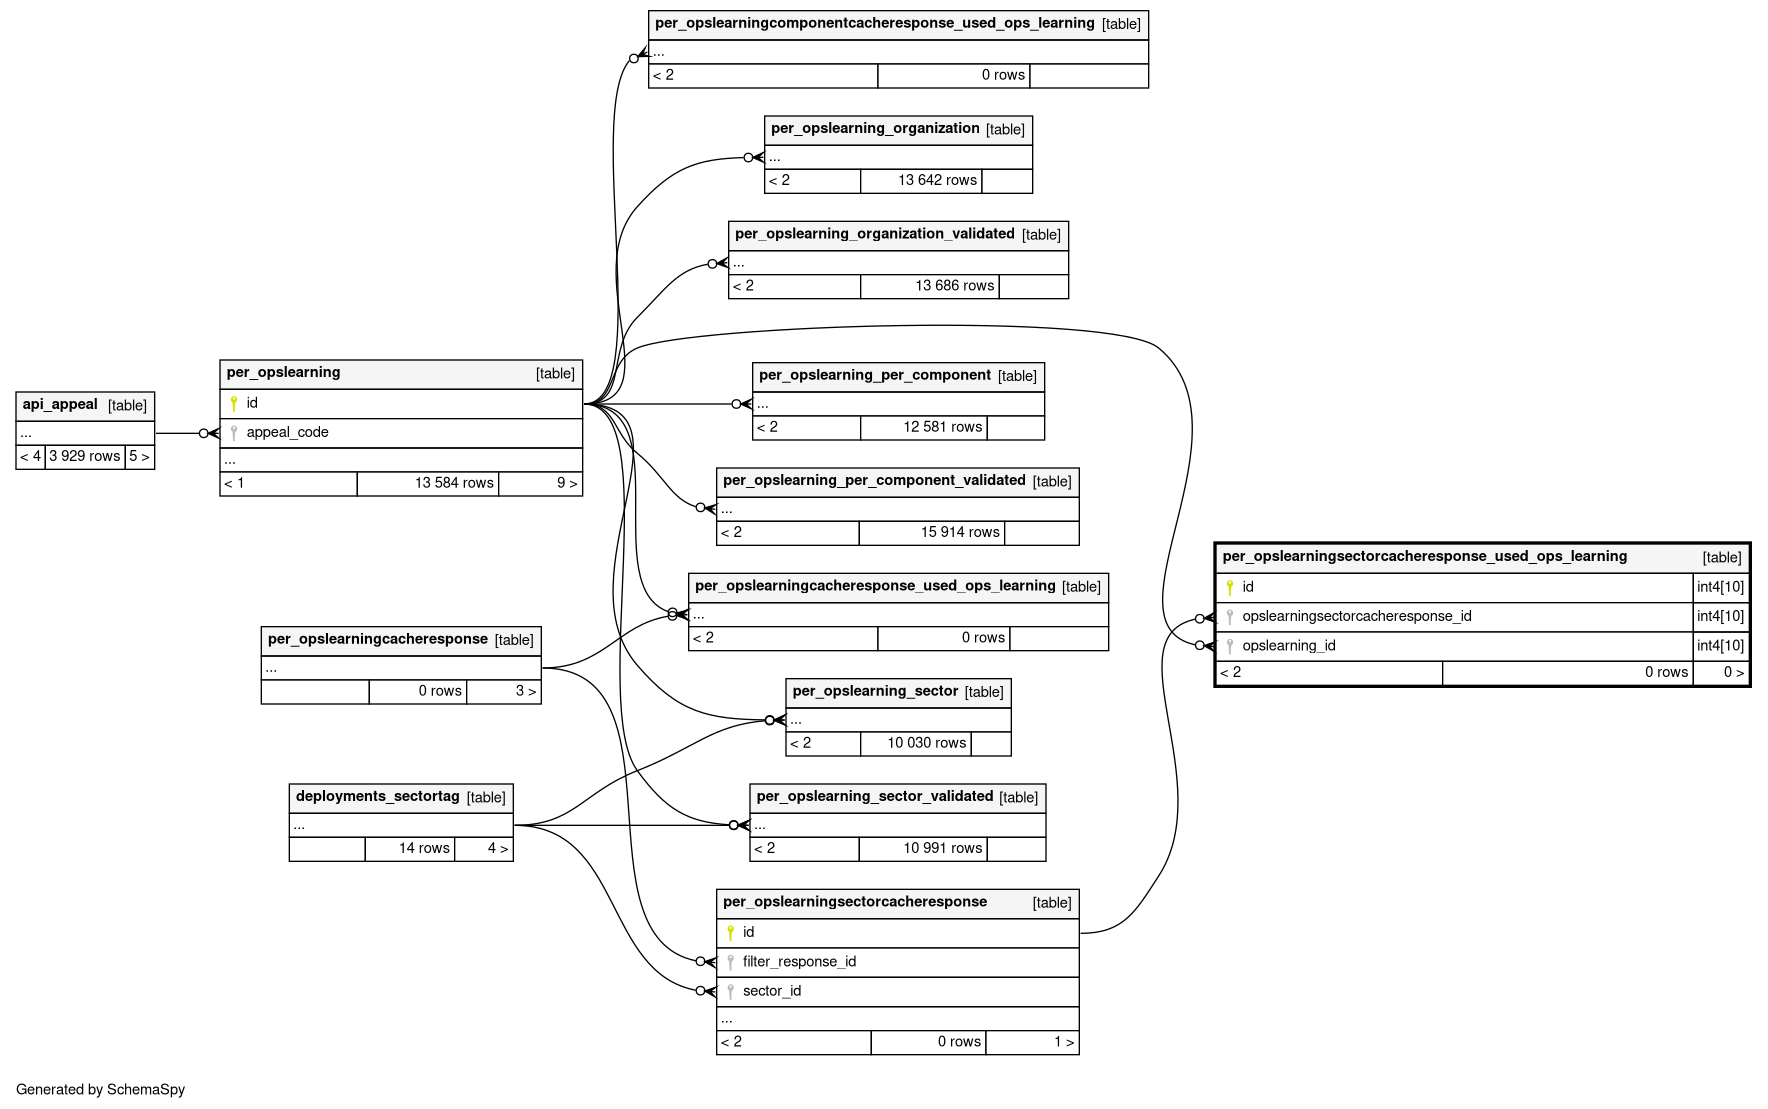 per_opslearningcomponentcacheresponse_used_ops_learning [table]
...
< 2 0 rows
per_opslearning_organization [table]
...
< 2 13 642 rows
per_opslearning_organization_validated [table]
...
< 2 13 686 rows
per_opslearning [table]
id
appeal_code
...
< 1 13 584 rows 9 >
api_appeal [table]
...
< 4 3 929 rows 5 >
per_opslearning_per_component [table]
...
< 2 12 581 rows
per_opslearning_per_component_validated [table]
...
< 2 15 914 rows
per_opslearningsectorcacheresponse_used_ops_learning [table]
id int4[10]
opslearningsectorcacheresponse_id int4[10]
opslearning_id int4[10]
< 2 0 rows 0 >
per_opslearningcacheresponse_used_ops_learning [table]
...
< 2 0 rows
per_opslearningcacheresponse [table]
...
0 rows 3 >
per_opslearning_sector [table]
...
< 2 10 030 rows
deployments_sectortag [table]
...
14 rows 4 >
per_opslearning_sector_validated [table]
...
< 2 10 991 rows
per_opslearningsectorcacheresponse [table]
id
filter_response_id
sector_id
...
< 2 0 rows 1 >
Generated by SchemaSpy